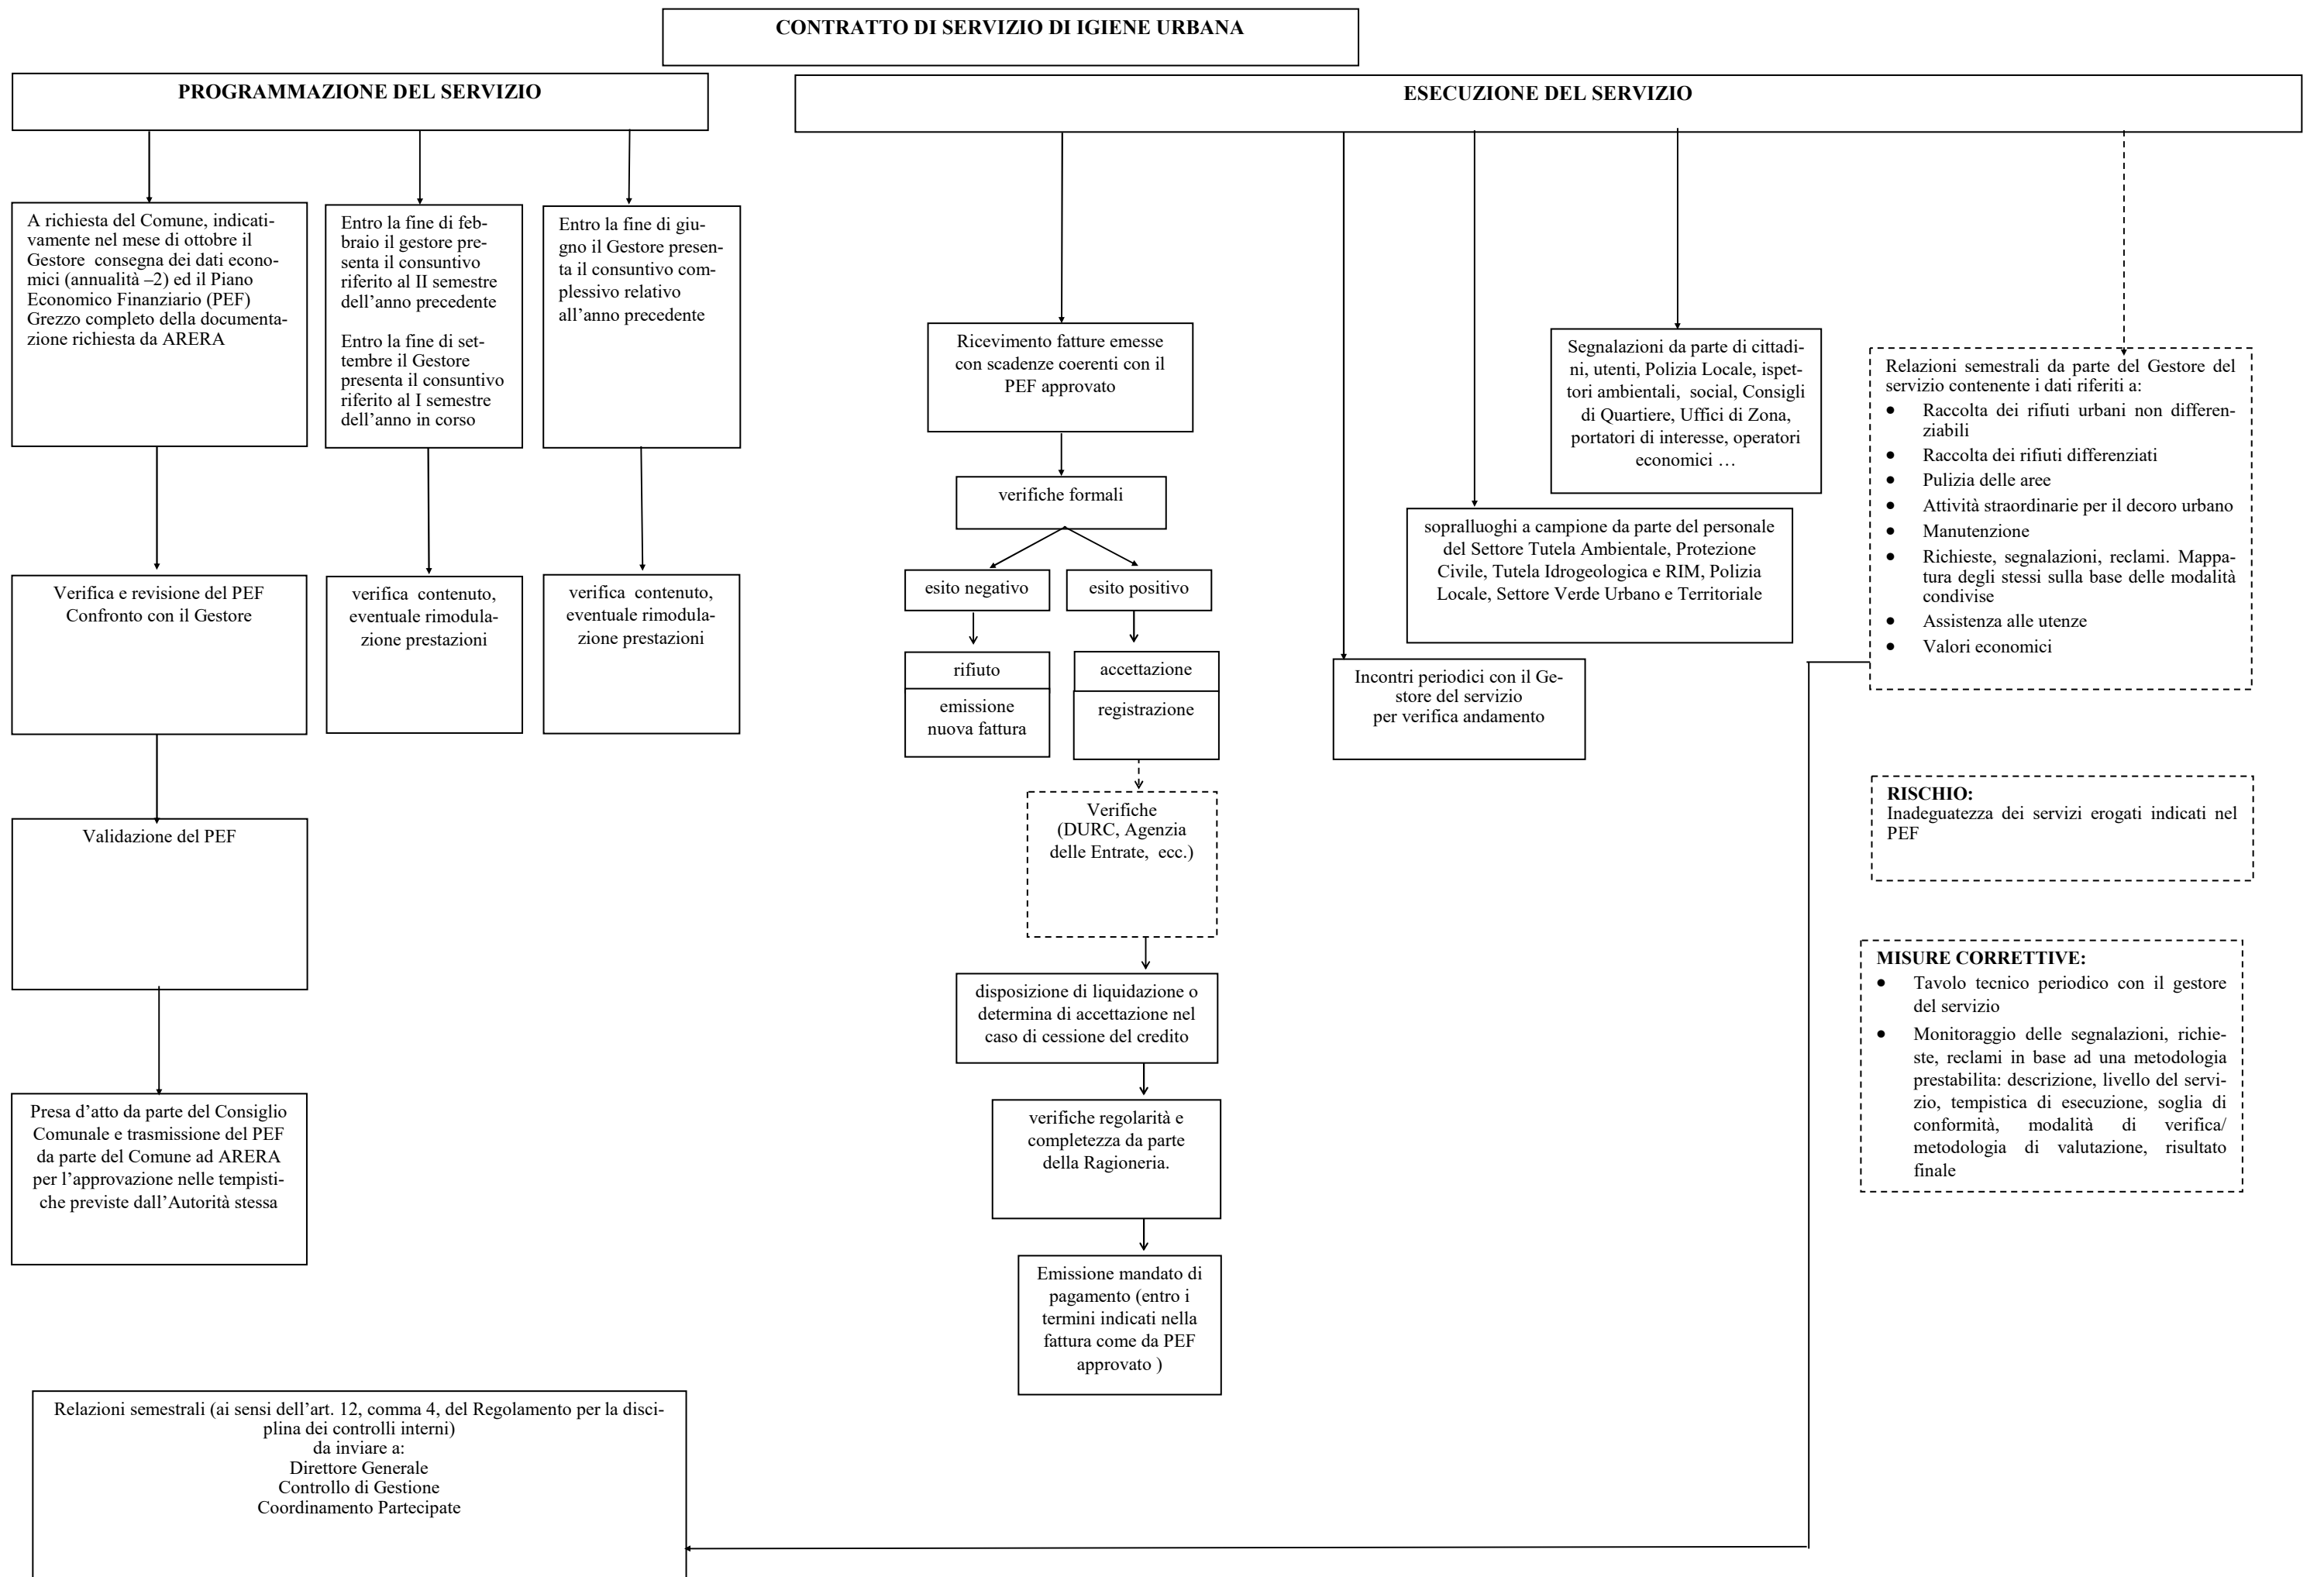 CONTRATTO DI SERVIZIO DI IGIENE URBANA
PROGRAMMAZIONE DEL SERVIZIO
ESECUZIONE DEL SERVIZIO
A richiesta del Comune, indicati-
vamente nel mese di ottobre il
Gestore consegna dei dati econo-
mici (annualità –2) ed il Piano
Economico Finanziario (PEF)
Grezzo completo della documenta-
zione richiesta da ARERA
Entro la fine di feb-
braio il gestore pre-
senta il consuntivo
riferito al II semestre
dell’anno precedente
Entro la fine di set-
tembre il Gestore
presenta il consuntivo
riferito al I semestre
dell’anno in corso
Entro la fine di giu-
gno il Gestore presen-
ta il consuntivo com-
plessivo relativo
all’anno precedente
Verifica e revisione del PEF
Confronto con il Gestore
verifica contenuto,
eventuale rimodula-
zione prestazioni
verifica contenuto,
eventuale rimodula-
zione prestazioni
Validazione del PEF
Presa d’atto da parte del Consiglio
Comunale e trasmissione del PEF
da parte del Comune ad ARERA
per l’approvazione nelle tempisti-
che previste dall’Autorità stessa
Ricevimento fatture emesse
con scadenze coerenti con il
PEF approvato
verifiche formali
esito negativo
esito positivo
rifiuto
emissione
nuova fattura
accettazione
registrazione
Verifiche
(DURC, Agenzia
delle Entrate, ecc.)
disposizione di liquidazione o
determina di accettazione nel
caso di cessione del credito
verifiche regolarità e
completezza da parte
della Ragioneria.
Emissione mandato di
pagamento (entro i
termini indicati nella
fattura come da PEF
approvato )
Incontri periodici con il Ge-
store del servizio
per verifica andamento
sopralluoghi a campione da parte del personale
del Settore Tutela Ambientale, Protezione
Civile, Tutela Idrogeologica e RIM, Polizia
Locale, Settore Verde Urbano e Territoriale
Segnalazioni da parte di cittadi-
ni, utenti, Polizia Locale, ispet-
tori ambientali, social, Consigli
di Quartiere, Uffici di Zona,
portatori di interesse, operatori
economici …
Relazioni semestrali da parte del Gestore del
servizio contenente i dati riferiti a:
• Raccolta dei rifiuti urbani non differen-
ziabili
• Raccolta dei rifiuti differenziati
• Pulizia delle aree
• Attività straordinarie per il decoro urbano
• Manutenzione
• Richieste, segnalazioni, reclami. Mappa-
tura degli stessi sulla base delle modalità
condivise
• Assistenza alle utenze
• Valori economici
RISCHIO:
Inadeguatezza dei servizi erogati indicati nel
PEF
MISURE CORRETTIVE:
• Tavolo tecnico periodico con il gestore
del servizio
• Monitoraggio delle segnalazioni, richie-
ste, reclami in base ad una metodologia
prestabilita: descrizione, livello del servi-
zio, tempistica di esecuzione, soglia di
conformità, modalità di verifica/
metodologia di valutazione, risultato
finale
Relazioni semestrali (ai sensi dell’art. 12, comma 4, del Regolamento per la disci-
plina dei controlli interni)
da inviare a:
Direttore Generale
Controllo di Gestione
Coordinamento Partecipate